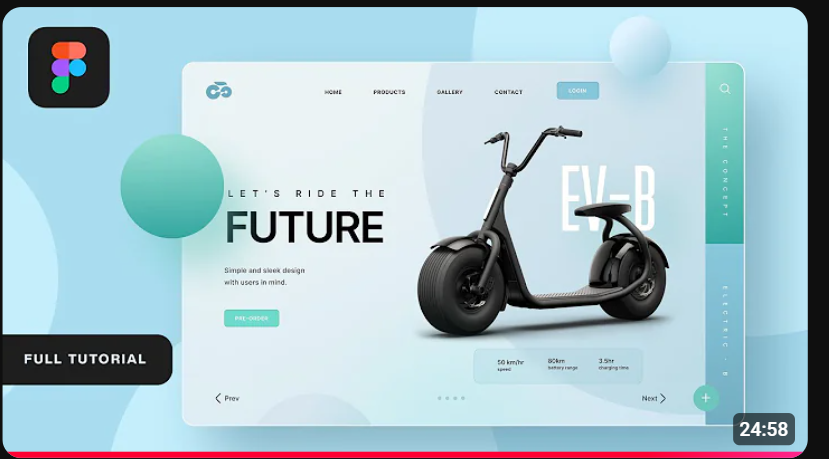 HOME PRODUCTS GALLERY CONTACT LOGIN
THE CONCEPT
EV-B
LET'S RIDE THE
FUTURE
Simple and sleek design
with users in mind.
PRE-ORDER
ELECTRIC - B
FULL TUTORIAL
50 km/hr 80km 3.5hr
speed battery range charging time
Prev Next
24:58